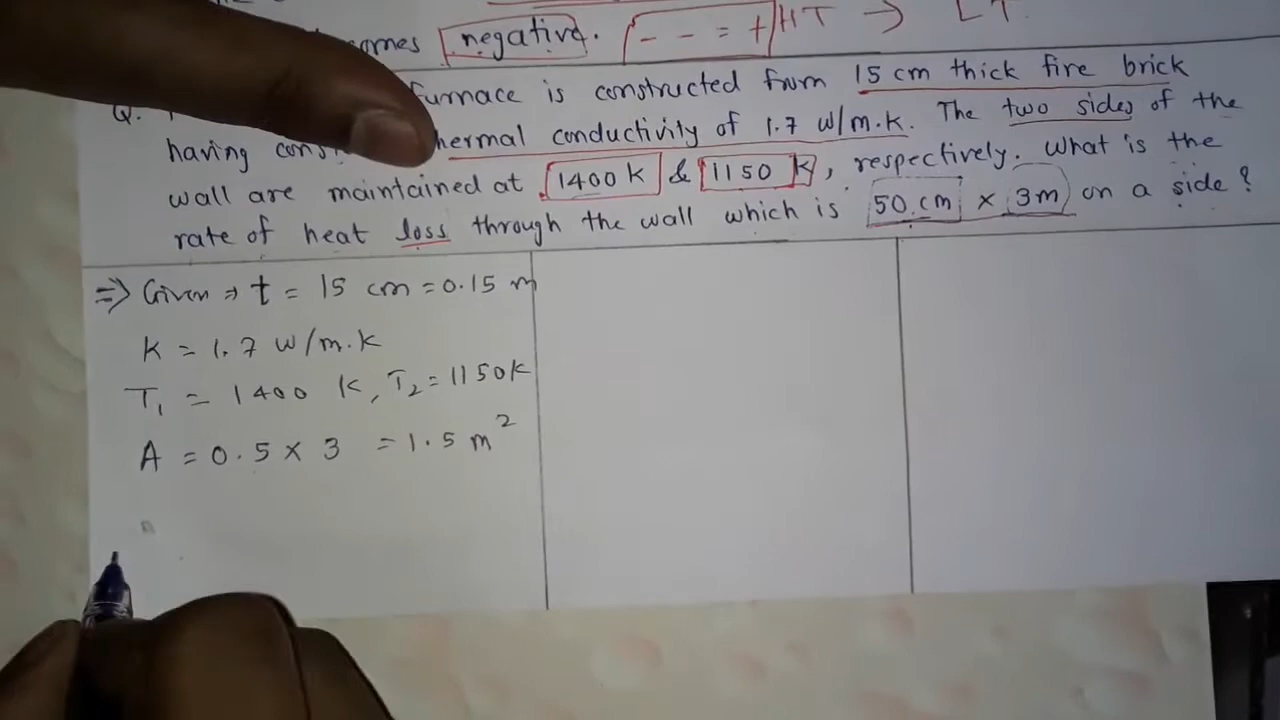 negative. - - = + HT → LT.
Q. furnace is constructed from 15 cm thick fire brick
having thermal conductivity of 1.7 W/m.K. The two sides of the
wall are maintained at 1400 K & 1150 K, respectively. What is the
rate of heat loss through the wall which is 50 cm × 3m on a side?
⇒ Given → t = 15 cm = 0.15 m
K = 1.7 W/m.K
T₁ = 1400 K, T₂ = 1150K
A = 0.5 × 3 = 1.5 m²